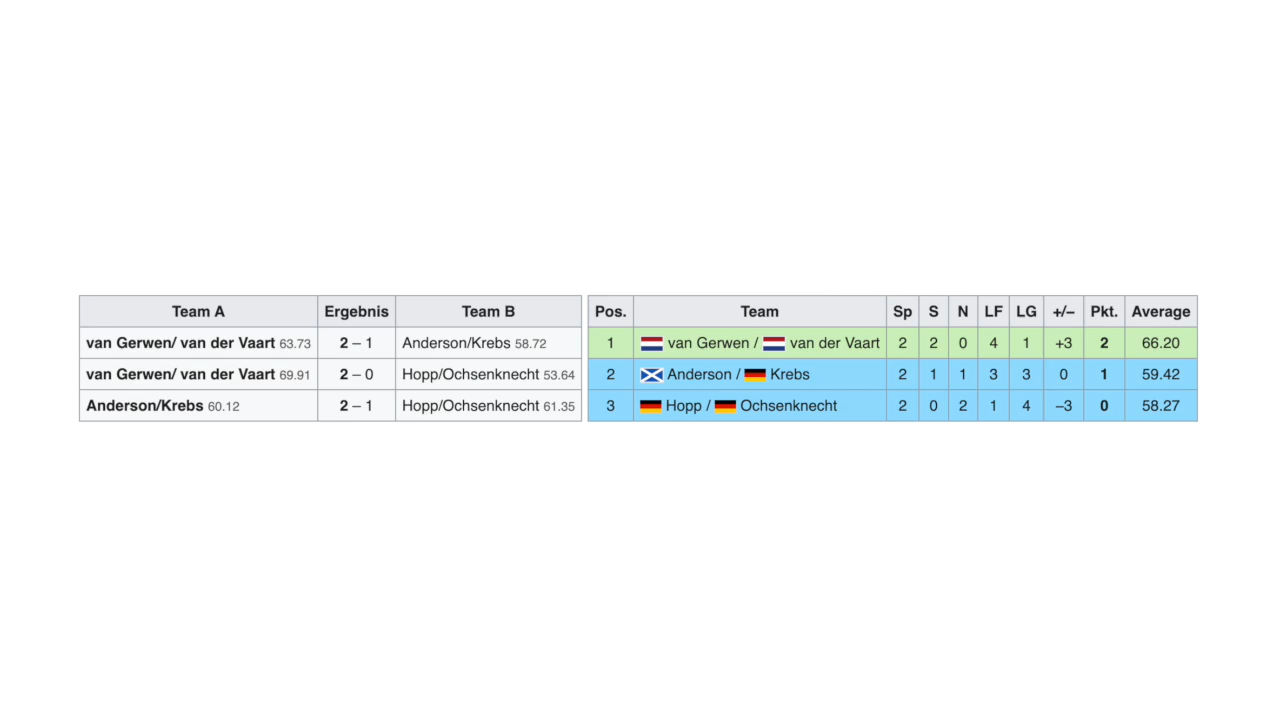 Team A Ergebnis Team B
van Gerwen/ van der Vaart 63.73 2 – 1 Anderson/Krebs 58.72
van Gerwen/ van der Vaart 69.91 2 – 0 Hopp/Ochsenknecht 53.64
Anderson/Krebs 60.12 2 – 1 Hopp/Ochsenknecht 61.35
Pos. Team Sp S N LF LG +/– Pkt. Average
1 van Gerwen / van der Vaart 2 2 0 4 1 +3 2 66.20
2 Anderson / Krebs 2 1 1 3 3 0 1 59.42
3 Hopp / Ochsenknecht 2 0 2 1 4 –3 0 58.27